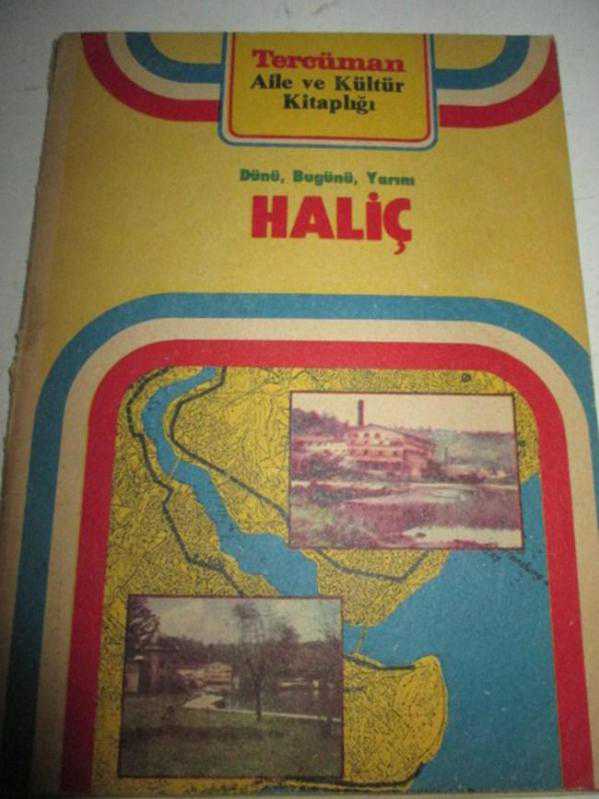 Tercüman
Aile ve Kültür
Kitaplığı
Dünü, Bugünü, Yarını
HALİÇ